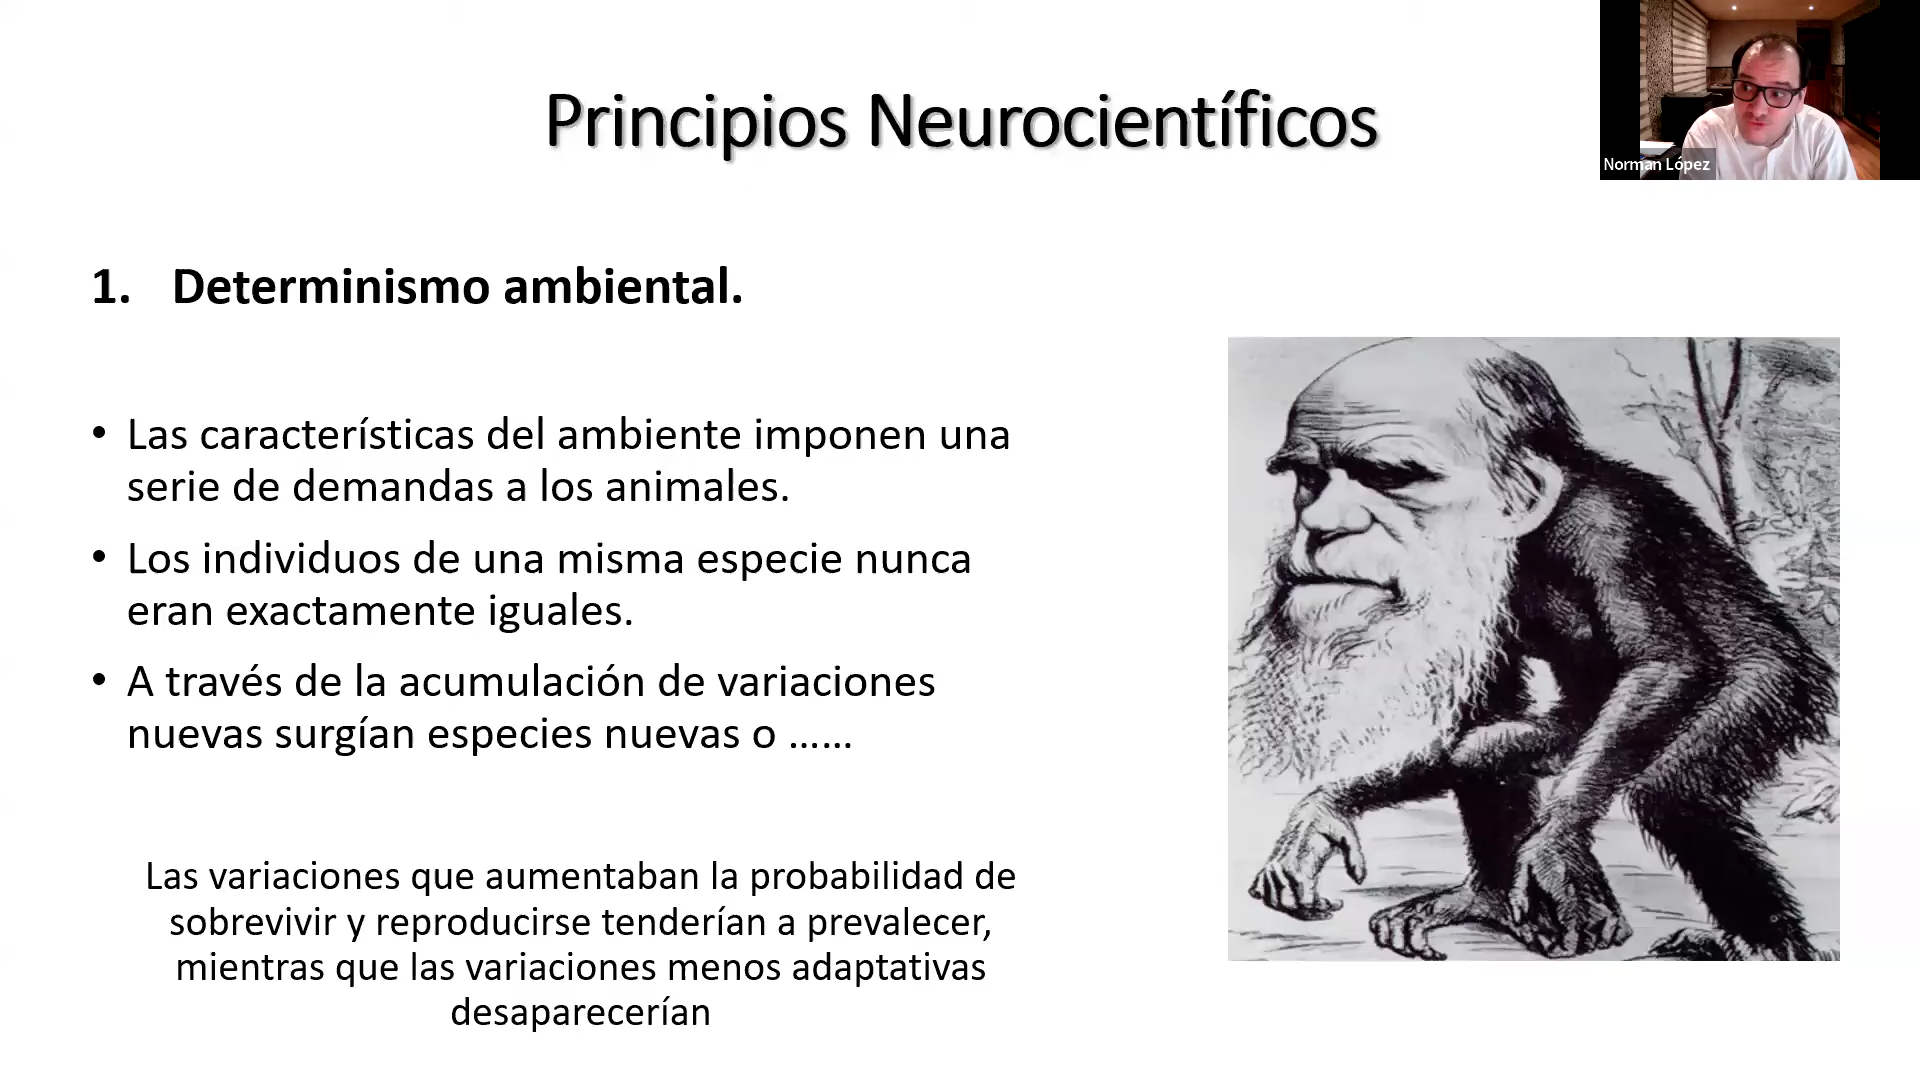 Principios Neurocientíficos
Norman López
1. Determinismo ambiental.
• Las características del ambiente imponen una
serie de demandas a los animales.
• Los individuos de una misma especie nunca
eran exactamente iguales.
• A través de la acumulación de variaciones
nuevas surgían especies nuevas o ......
Las variaciones que aumentaban la probabilidad de
sobrevivir y reproducirse tenderían a prevalecer,
mientras que las variaciones menos adaptativas
desaparecerían